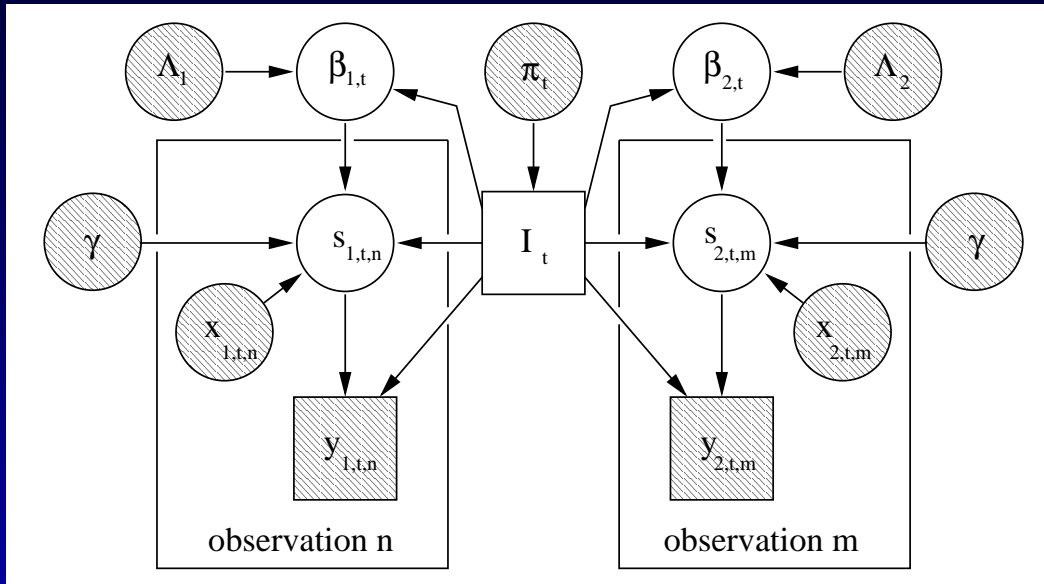 Λ₁ β₁,ₜ πₜ β₂,ₜ Λ₂
γ s₁,ₜ,ₙ Iₜ s₂,ₜ,ₘ γ
x₁,ₜ,ₙ x₂,ₜ,ₘ
y₁,ₜ,ₙ y₂,ₜ,ₘ
observation n observation m